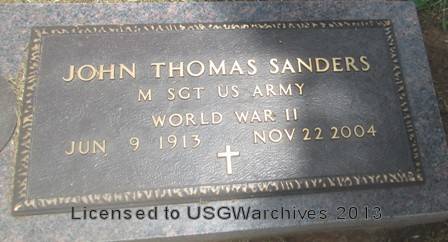 JOHN THOMAS SANDERS
M SGT US ARMY
WORLD WAR II
JUN 9 1913 NOV 22 2004
Licensed to USGWarchives 2013